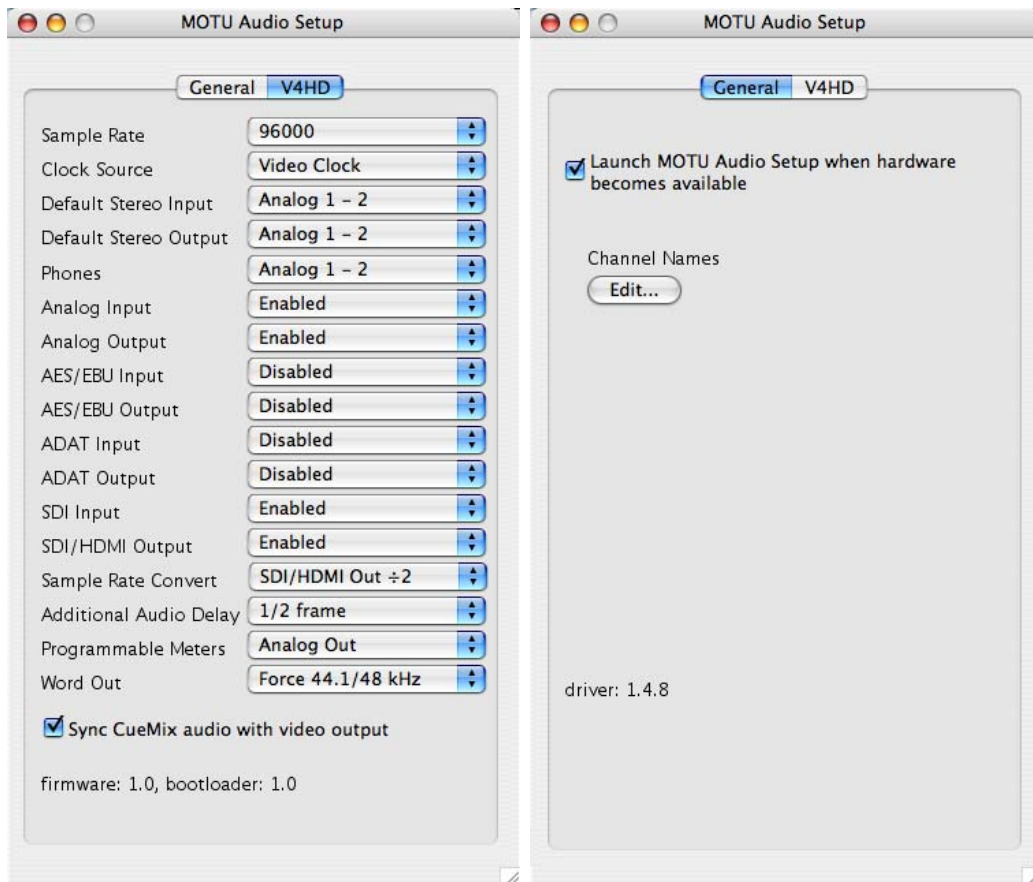 MOTU Audio Setup
General V4HD
Sample Rate 96000
Clock Source Video Clock
Default Stereo Input Analog 1 – 2
Default Stereo Output Analog 1 – 2
Phones Analog 1 – 2
Analog Input Enabled
Analog Output Enabled
AES/EBU Input Disabled
AES/EBU Output Disabled
ADAT Input Disabled
ADAT Output Disabled
SDI Input Enabled
SDI/HDMI Output Enabled
Sample Rate Convert SDI/HDMI Out ÷2
Additional Audio Delay 1/2 frame
Programmable Meters Analog Out
Word Out Force 44.1/48 kHz
Sync CueMix audio with video output
firmware: 1.0, bootloader: 1.0
MOTU Audio Setup
General V4HD
Launch MOTU Audio Setup when hardware
becomes available
Channel Names
Edit...
driver: 1.4.8